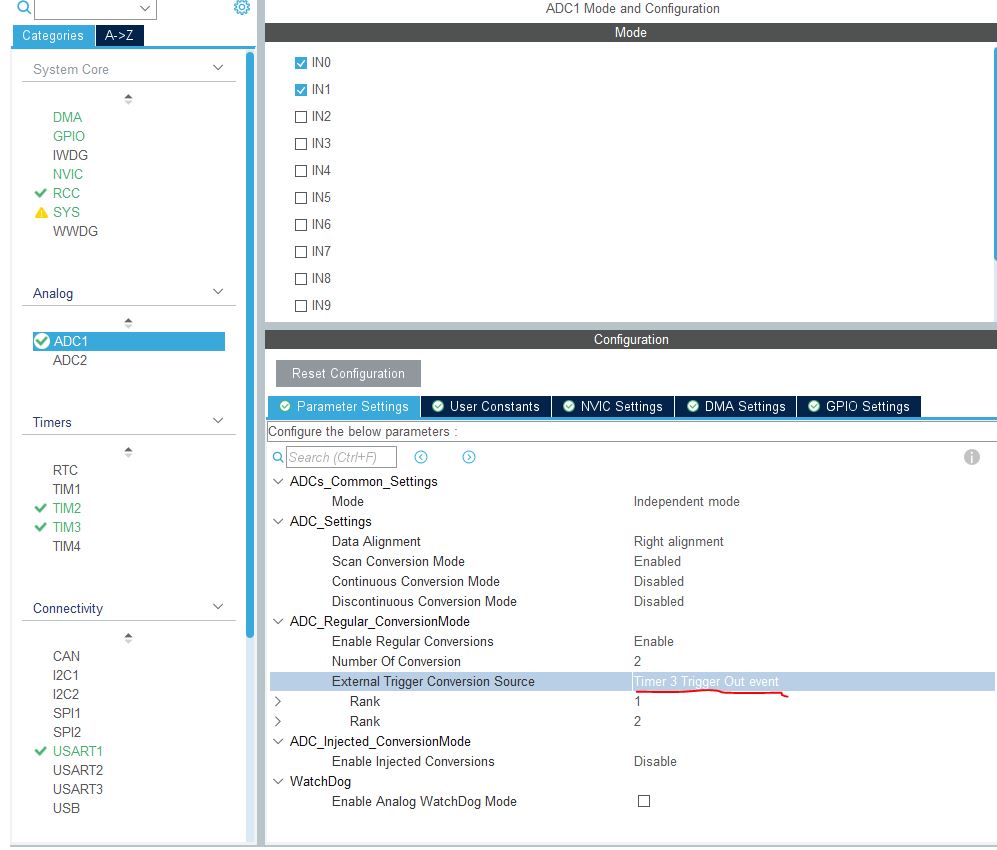 ADC1 Mode and Configuration
Categories A->Z
System Core
DMA
GPIO
IWDG
NVIC
RCC
SYS
WWDG
Analog
ADC1
ADC2
Timers
RTC
TIM1
TIM2
TIM3
TIM4
Connectivity
CAN
I2C1
I2C2
SPI1
SPI2
USART1
USART2
USART3
USB
Mode
IN0
IN1
IN2
IN3
IN4
IN5
IN6
IN7
IN8
IN9
Configuration
Reset Configuration
Parameter Settings User Constants NVIC Settings DMA Settings GPIO Settings
Configure the below parameters :
Search (Ctrl+F)
ADCs_Common_Settings
Mode Independent mode
ADC_Settings
Data Alignment Right alignment
Scan Conversion Mode Enabled
Continuous Conversion Mode Disabled
Discontinuous Conversion Mode Disabled
ADC_Regular_ConversionMode
Enable Regular Conversions Enable
Number Of Conversion 2
External Trigger Conversion Source Timer 3 Trigger Out event
Rank 1
Rank 2
ADC_Injected_ConversionMode
Enable Injected Conversions Disable
WatchDog
Enable Analog WatchDog Mode